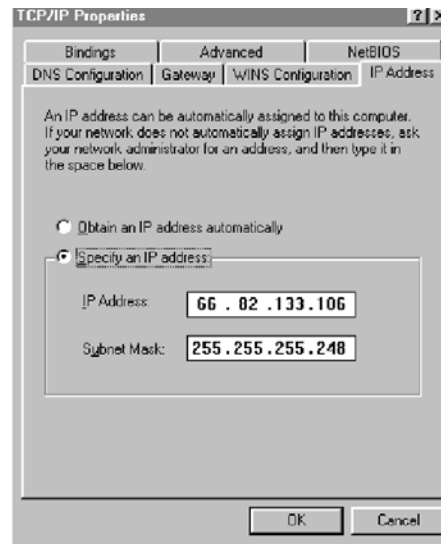 TCP/IP Properties
? ×
Bindings Advanced NetBIOS
DNS Configuration Gateway WINS Configuration IP Address
An IP address can be automatically assigned to this computer.
If your network does not automatically assign IP addresses, ask
your network administrator for an address, and then type it in
the space below.
Obtain an IP address automatically
Specify an IP address:
IP Address: 66 . 82 .133.106
Subnet Mask: 255.255.255.248
OK Cancel